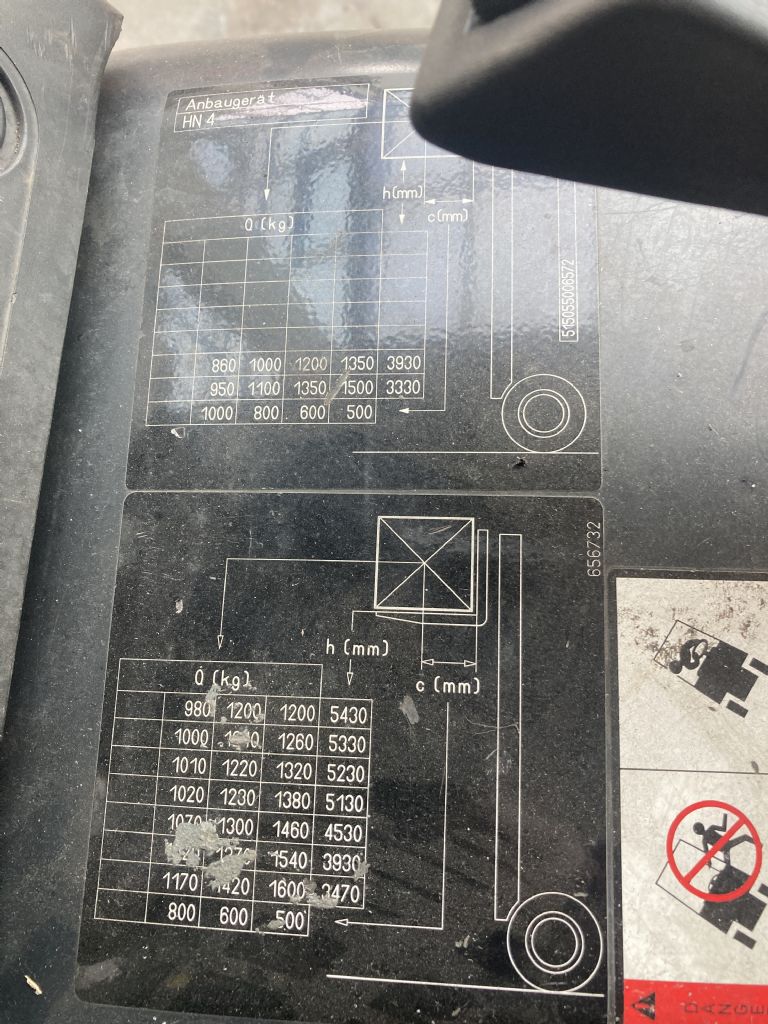 Anbaugerät
HN 4
h(mm)
c(mm)
Q (kg)
515055006572
860 1000 1200 1350 3930
950 1100 1350 1500 3330
1000 800 600 500
656732
h (mm)
c (mm)
Q (kg)
980 1200 1200 5430
1000 1260 5330
1010 1220 1320 5230
1020 1230 1380 5130
1070 1300 1460 4530
1540 3930
1170 1420 1600 3470
800 600 500
DANGER